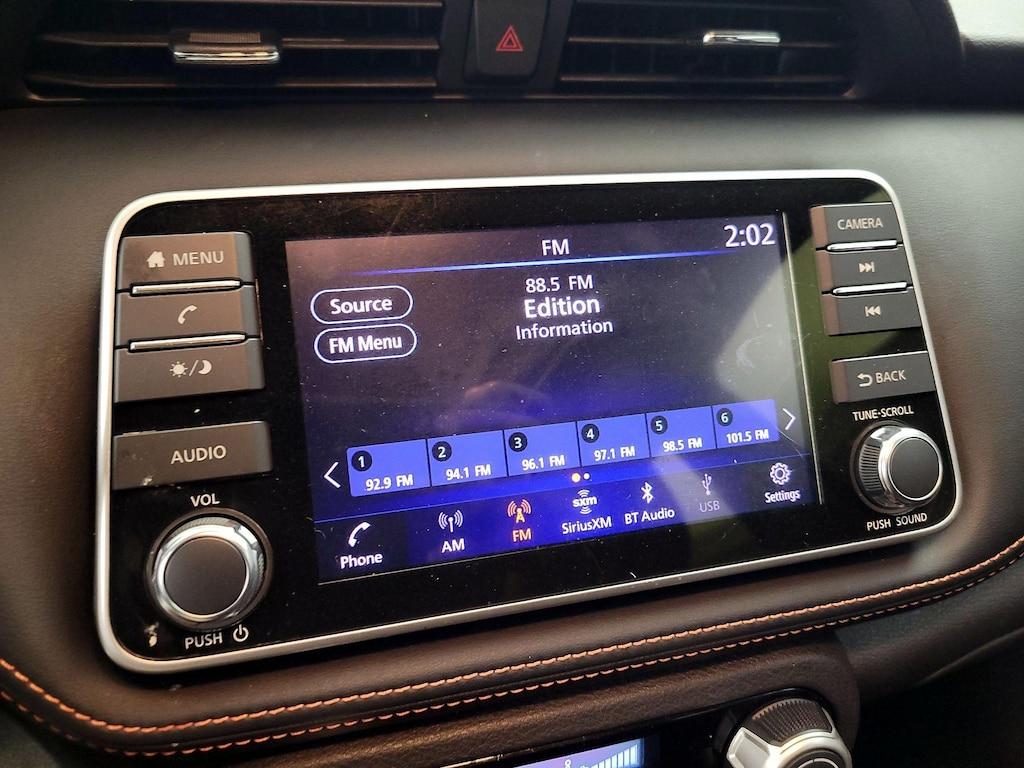 MENU
AUDIO
VOL
PUSH
FM
2:02
Source
FM Menu
88.5 FM
Edition
Information
1
92.9 FM
2
94.1 FM
3
96.1 FM
4
97.1 FM
5
98.5 FM
6
101.5 FM
Phone
AM
A
FM
sxm
SiriusXM
BT Audio
USB
Settings
CAMERA
BACK
TUNE·SCROLL
PUSH SOUND